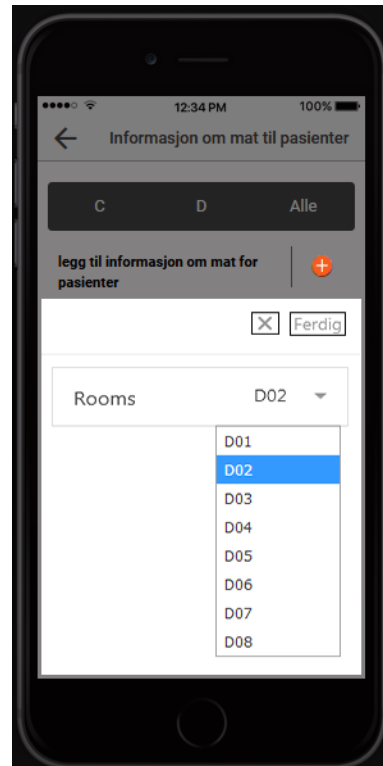 12:34 PM 100%
Informasjon om mat til pasienter
C D Alle
legg til informasjon om mat for
pasienter
Ferdig
Rooms D02
D01
D02
D03
D04
D05
D06
D07
D08